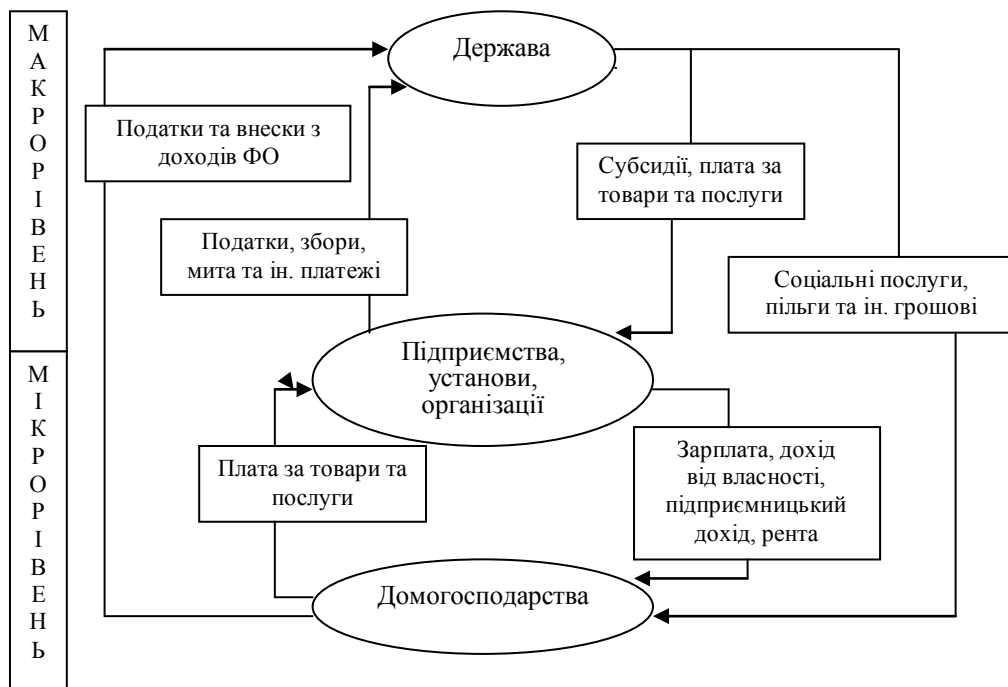 МАКРОРІВЕНЬ
МІКРОРІВЕНЬ
Держава
Податки та внески з
доходів ФО
Субсидії, плата за
товари та послуги
Податки, збори,
мита та ін. платежі
Соціальні послуги,
пільги та ін. грошові
Підприємства,
установи,
організації
Плата за товари та
послуги
Зарплата, дохід
від власності,
підприємницький
дохід, рента
Домогосподарства